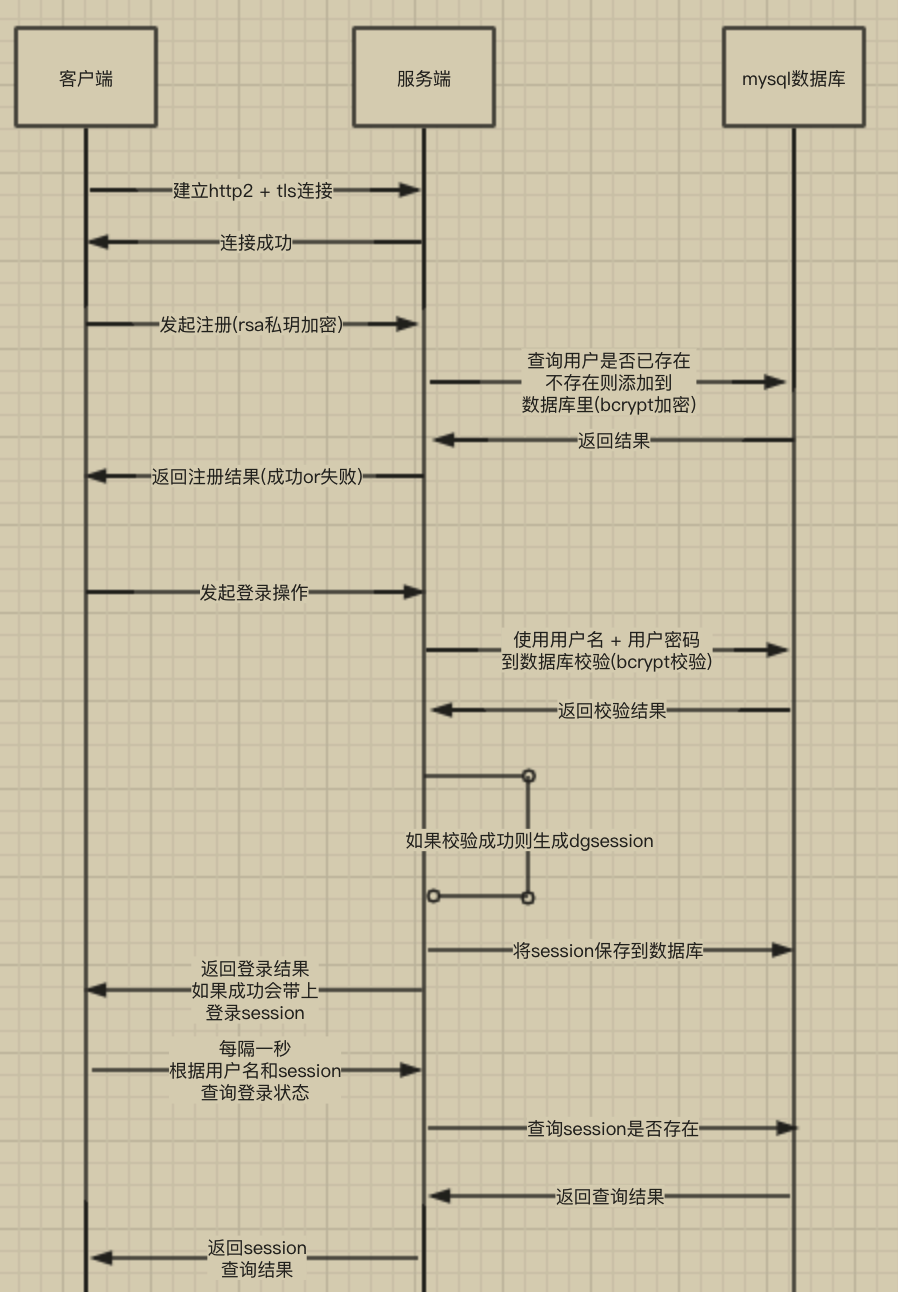 客户端
服务端
mysql数据库
建立http2 + tls连接
连接成功
发起注册(rsa私玥加密)
查询用户是否已存在
不存在则添加到
数据库里(bcrypt加密)
返回结果
返回注册结果(成功or失败)
发起登录操作
使用用户名 + 用户密码
到数据库校验(bcrypt校验)
返回校验结果
如果校验成功则生成dgsession
将session保存到数据库
返回登录结果
如果成功会带上
登录session
每隔一秒
根据用户名和session
查询登录状态
查询session是否存在
返回查询结果
返回session
查询结果